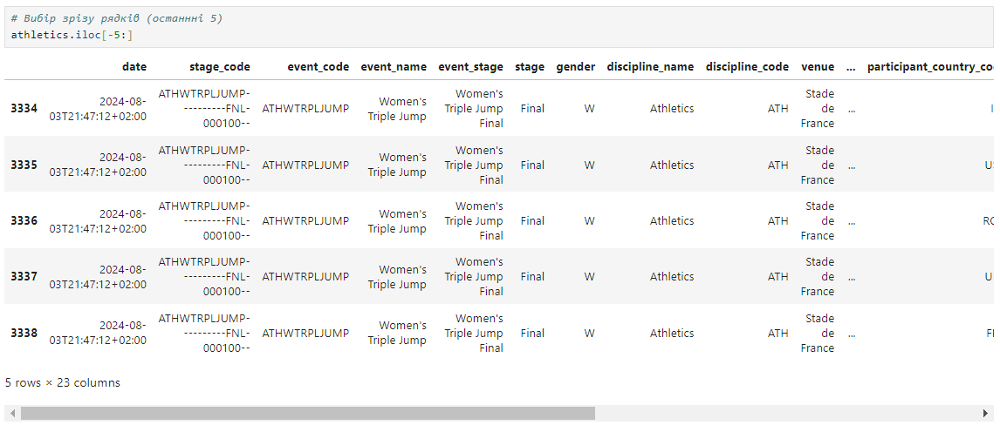 # Вибір зрізу рядків (останнні 5)
athletics.iloc[-5:]
date stage_code event_code event_name event_stage stage gender discipline_name discipline_code venue ... participant_country_co
ATHWTRPLJUMP- Women's Stade
3334 2024-08- ---------FNL- ATHWTRPLJUMP Women's Triple Jump Final W Athletics ATH de ...
03T21:47:12+02:00 000100-- Triple Jump Final France
ATHWTRPLJUMP- Women's Stade
3335 2024-08- ---------FNL- ATHWTRPLJUMP Women's Triple Jump Final W Athletics ATH de ... U
03T21:47:12+02:00 000100-- Triple Jump Final France
ATHWTRPLJUMP- Women's Stade
3336 2024-08- ---------FNL- ATHWTRPLJUMP Women's Triple Jump Final W Athletics ATH de ... RO
03T21:47:12+02:00 000100-- Triple Jump Final France
ATHWTRPLJUMP- Women's Stade
3337 2024-08- ---------FNL- ATHWTRPLJUMP Women's Triple Jump Final W Athletics ATH de ... U
03T21:47:12+02:00 000100-- Triple Jump Final France
ATHWTRPLJUMP- Women's Stade
3338 2024-08- ---------FNL- ATHWTRPLJUMP Women's Triple Jump Final W Athletics ATH de ... F
03T21:47:12+02:00 000100-- Triple Jump Final France
5 rows × 23 columns